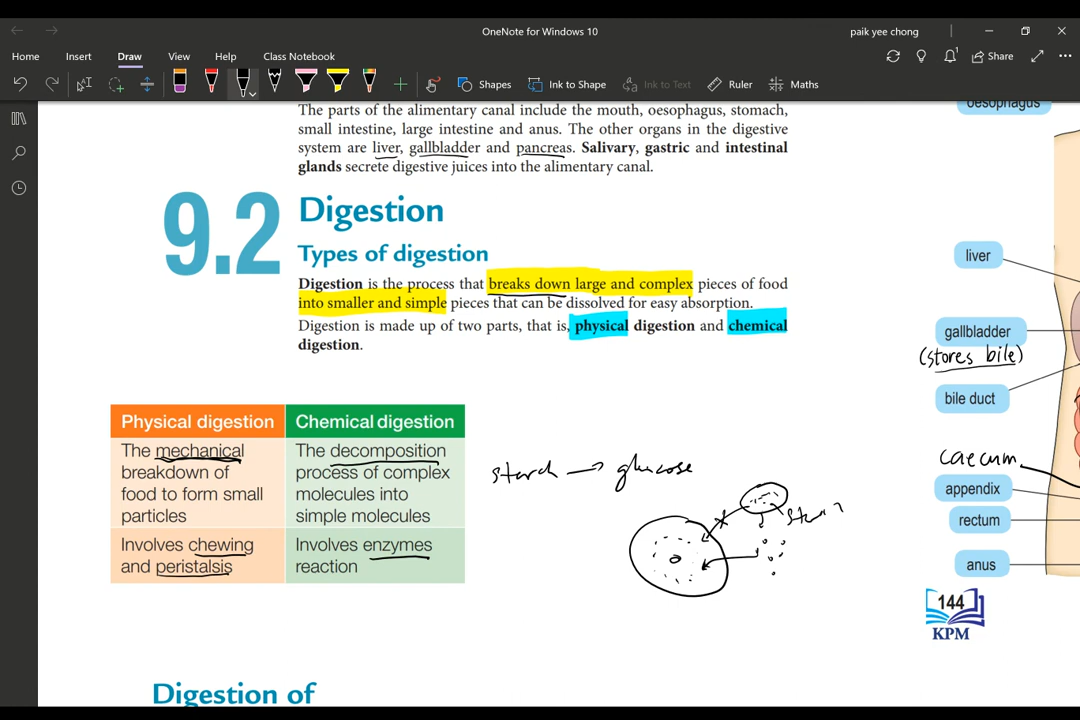 OneNote for Windows 10
paik yee chong
Home Insert Draw View Help Class Notebook
Share
Shapes Ink to Shape Ink to Text Ruler Maths
The parts of the alimentary canal include the mouth, oesophagus, stomach,
small intestine, large intestine and anus. The other organs in the digestive
system are liver, gallbladder and pancreas. Salivary, gastric and intestinal
glands secrete digestive juices into the alimentary canal.
oesophagus
9.2 Digestion
Types of digestion
Digestion is the process that breaks down large and complex pieces of food
into smaller and simple pieces that can be dissolved for easy absorption.
Digestion is made up of two parts, that is, physical digestion and chemical
digestion.
liver
gallbladder
(stores bile)
bile duct
caecum
appendix
rectum
anus
Physical digestion
The mechanical
breakdown of
food to form small
particles
Involves chewing
and peristalsis
Chemical digestion
The decomposition
process of complex
molecules into
simple molecules
Involves enzymes
reaction
starch → glucose
144
KPM
Digestion of